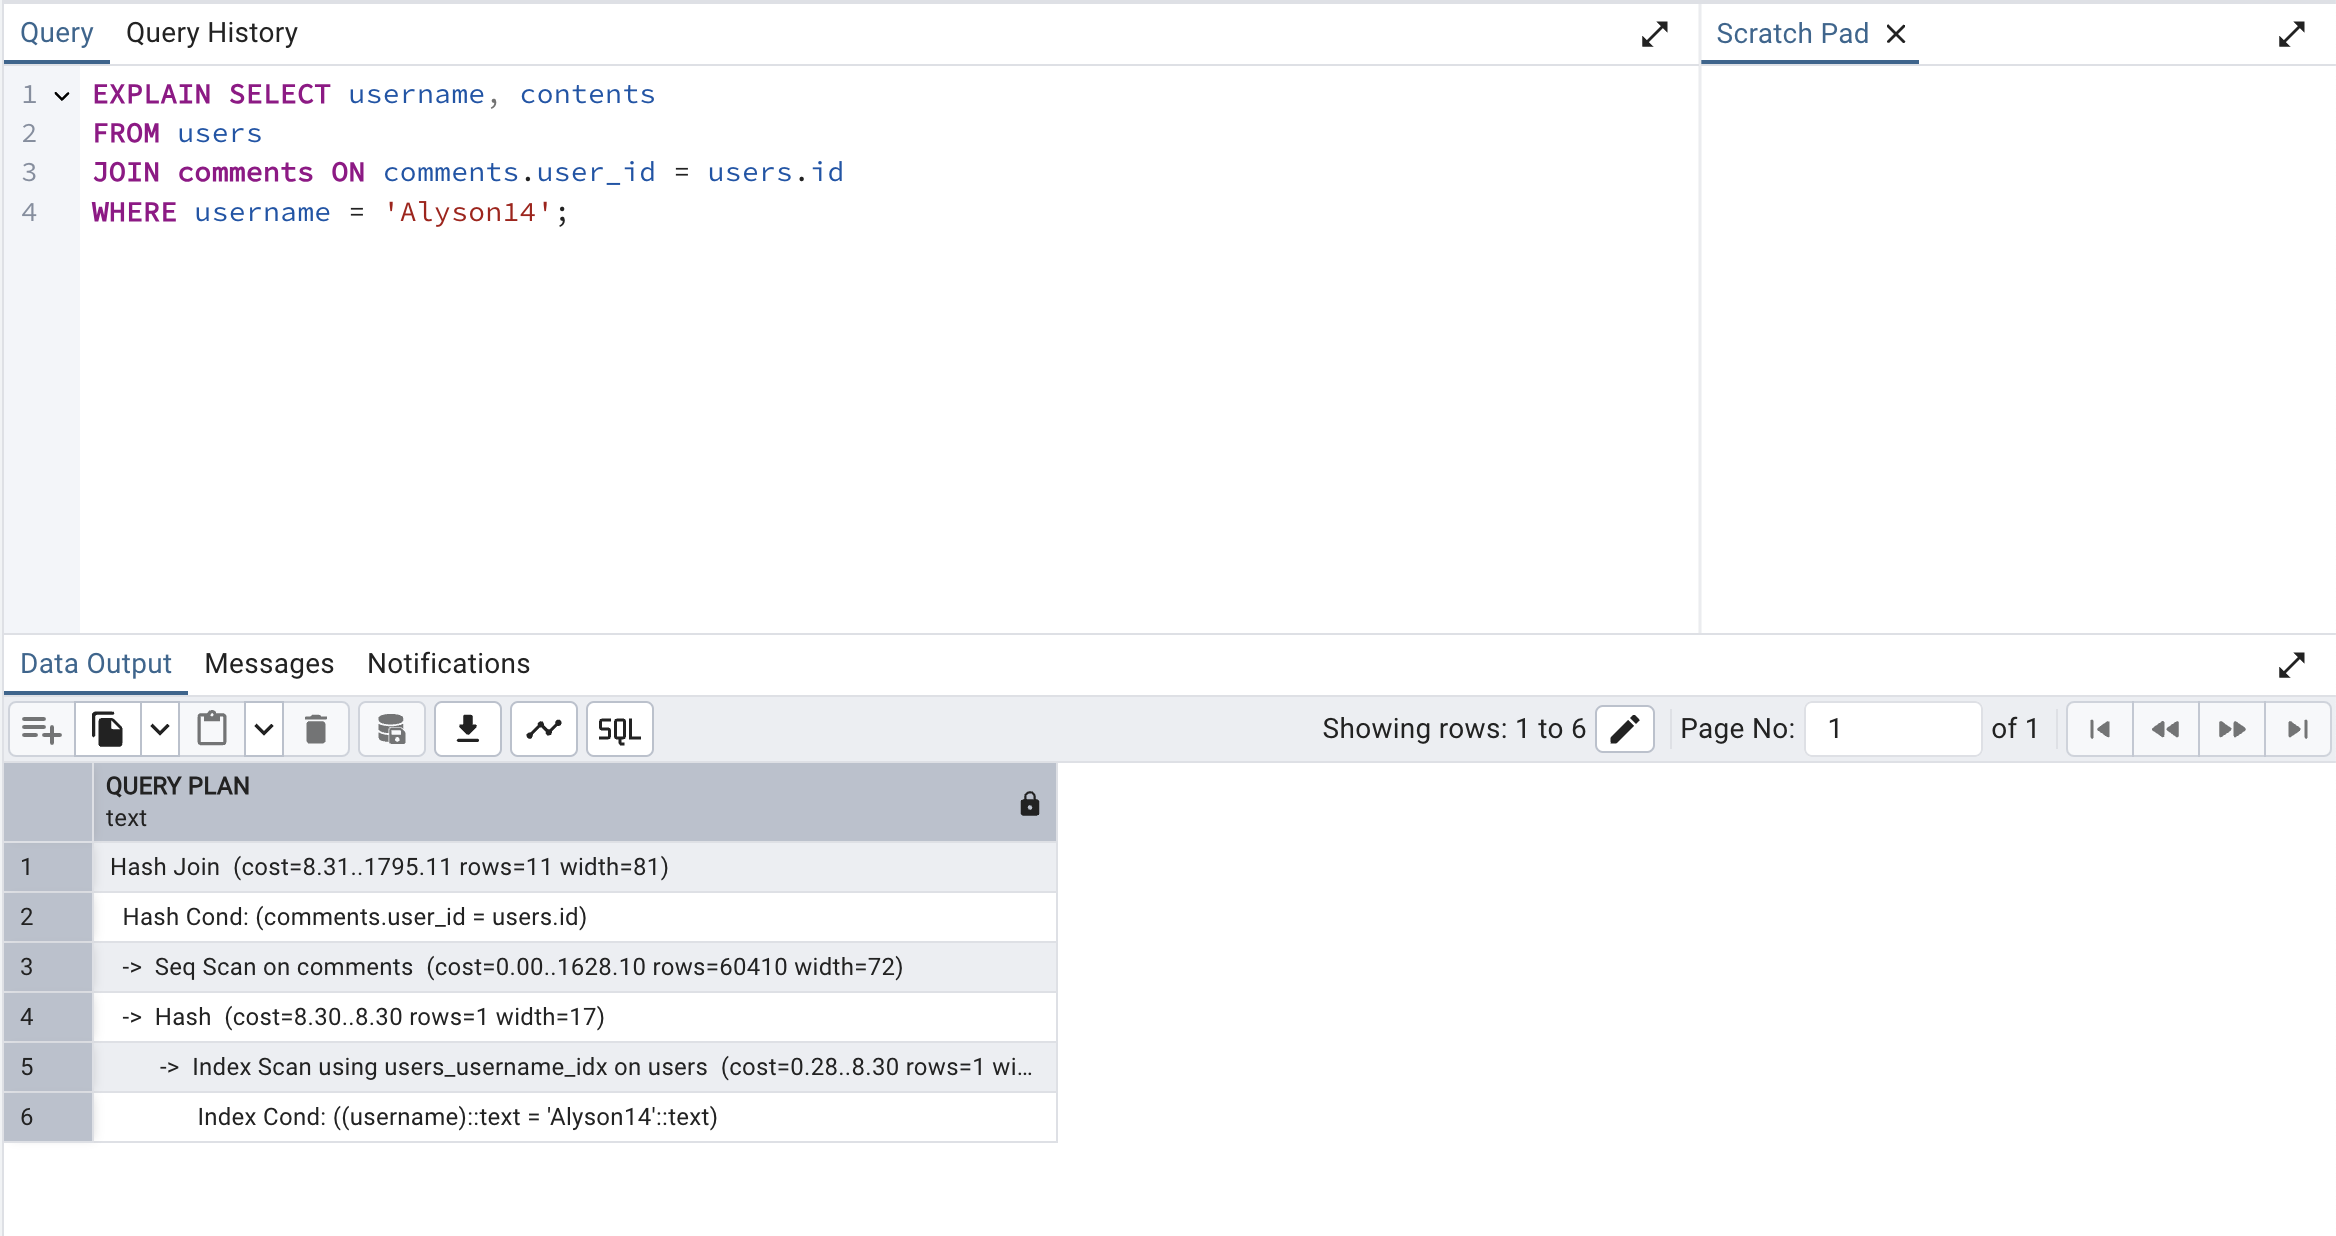 Query Query History
Scratch Pad
1 EXPLAIN SELECT username, contents
2 FROM users
3 JOIN comments ON comments.user_id = users.id
4 WHERE username = 'Alyson14';
Data Output Messages Notifications
SQL Showing rows: 1 to 6 Page No: 1 of 1
QUERY PLAN
text
1 Hash Join (cost=8.31..1795.11 rows=11 width=81)
2 Hash Cond: (comments.user_id = users.id)
3 -> Seq Scan on comments (cost=0.00..1628.10 rows=60410 width=72)
4 -> Hash (cost=8.30..8.30 rows=1 width=17)
5 -> Index Scan using users_username_idx on users (cost=0.28..8.30 rows=1 wi...
6 Index Cond: ((username)::text = 'Alyson14'::text)